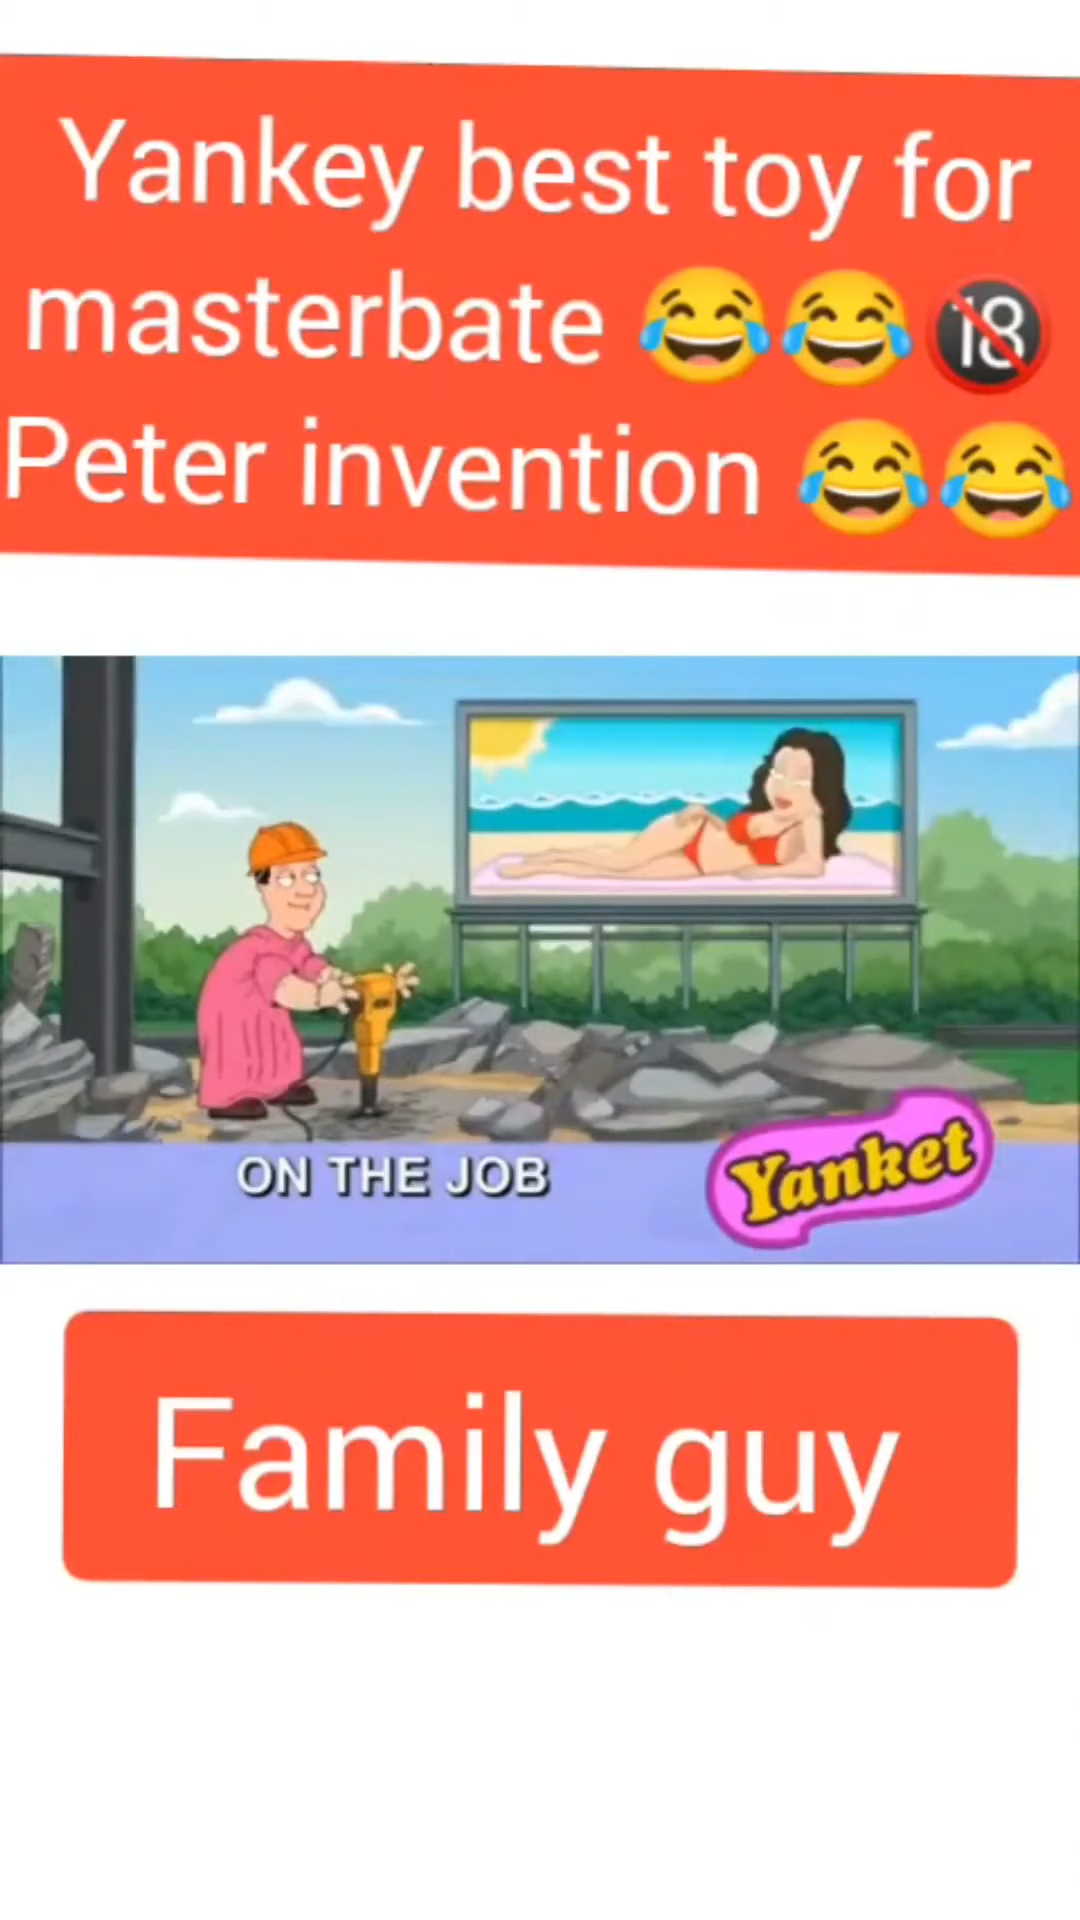 Yankey best toy for
masterbate 😂😂🔞
Peter invention 😂😂
ON THE JOB
Yanket
Family guy